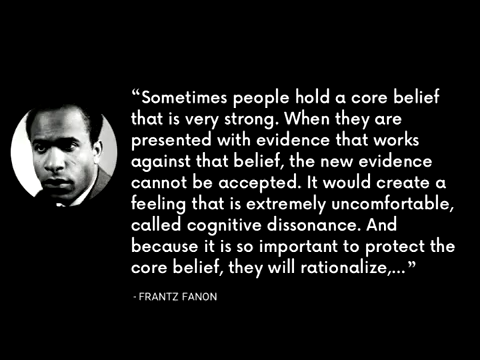 “Sometimes people hold a core belief
that is very strong. When they are
presented with evidence that works
against that belief, the new evidence
cannot be accepted. It would create a
feeling that is extremely uncomfortable,
called cognitive dissonance. And
because it is so important to protect the
core belief, they will rationalize,...”
- FRANTZ FANON